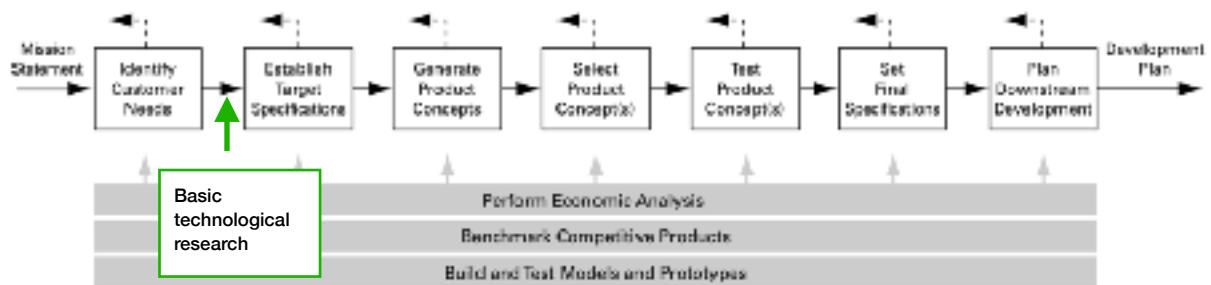 Mission
Statement
Identify
Customer
Needs
Establish
Target
Specifications
Generate
Product
Concepts
Select
Product
Concept(s)
Test
Product
Concept(s)
Set
Final
Specifications
Plan
Downstream
Development
Development
Plan
Basic
technological
research
Perform Economic Analysis
Benchmark Competitive Products
Build and Test Models and Prototypes